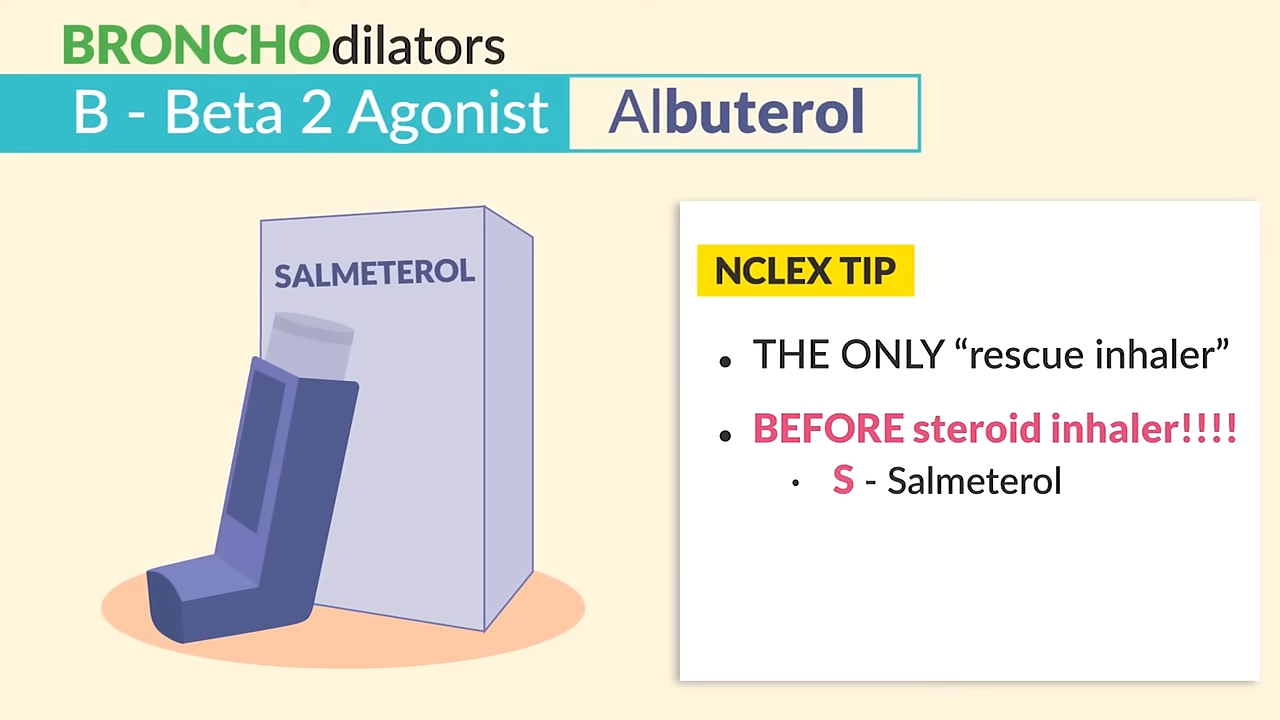 BRONCHOdilators
B - Beta 2 Agonist Albuterol
SALMETEROL
NCLEX TIP
• THE ONLY “rescue inhaler”
• BEFORE steroid inhaler!!!!
• S - Salmeterol